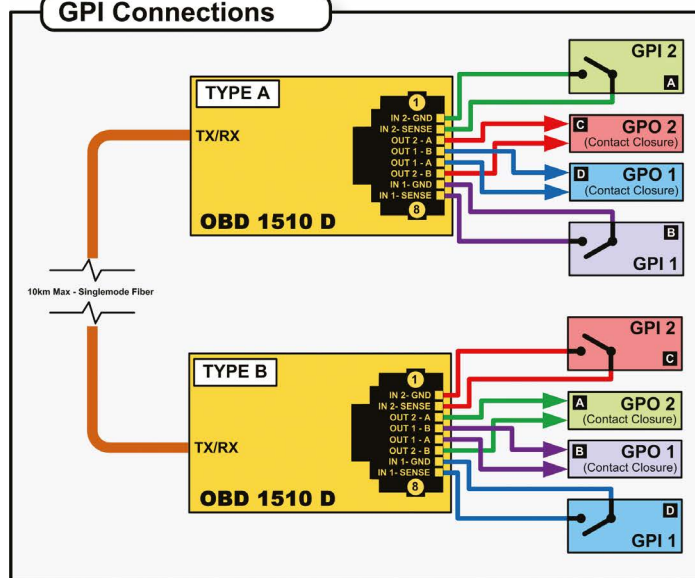 GPI Connections
TYPE A
TX/RX
1
IN 2- GND
IN 2- SENSE
OUT 2 - A
OUT 1 - B
OUT 1 - A
OUT 2 - B
IN 1- GND
IN 1- SENSE
8
OBD 1510 D
GPI 2
A
C GPO 2
(Contact Closure)
D GPO 1
(Contact Closure)
B
GPI 1
10km Max - Singlemode Fiber
TYPE B
TX/RX
1
IN 2- GND
IN 2- SENSE
OUT 2 - A
OUT 1 - B
OUT 1 - A
OUT 2 - B
IN 1- GND
IN 1- SENSE
8
OBD 1510 D
GPI 2
C
A GPO 2
(Contact Closure)
B GPO 1
(Contact Closure)
D
GPI 1